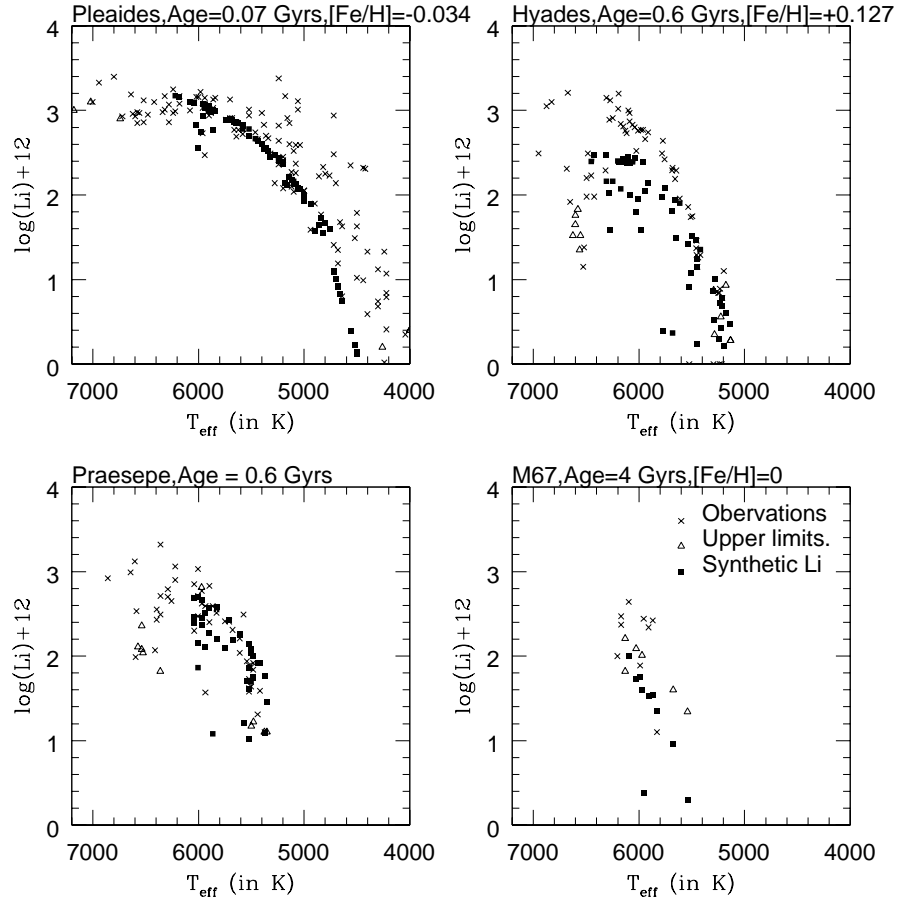 Pleaides,Age=0.07 Gyrs,[Fe/H]=-0.034
4
3
2
1
0
log(Li)+12
7000 6000 5000 4000
T_eff (in K)
Hyades,Age=0.6 Gyrs,[Fe/H]=+0.127
4
3
2
1
0
log(Li)+12
7000 6000 5000 4000
T_eff (in K)
Praesepe,Age = 0.6 Gyrs
4
3
2
1
0
log(Li)+12
7000 6000 5000 4000
T_eff (in K)
M67,Age=4 Gyrs,[Fe/H]=0
Obervations
Upper limits.
Synthetic Li
4
3
2
1
0
log(Li)+12
7000 6000 5000 4000
T_eff (in K)